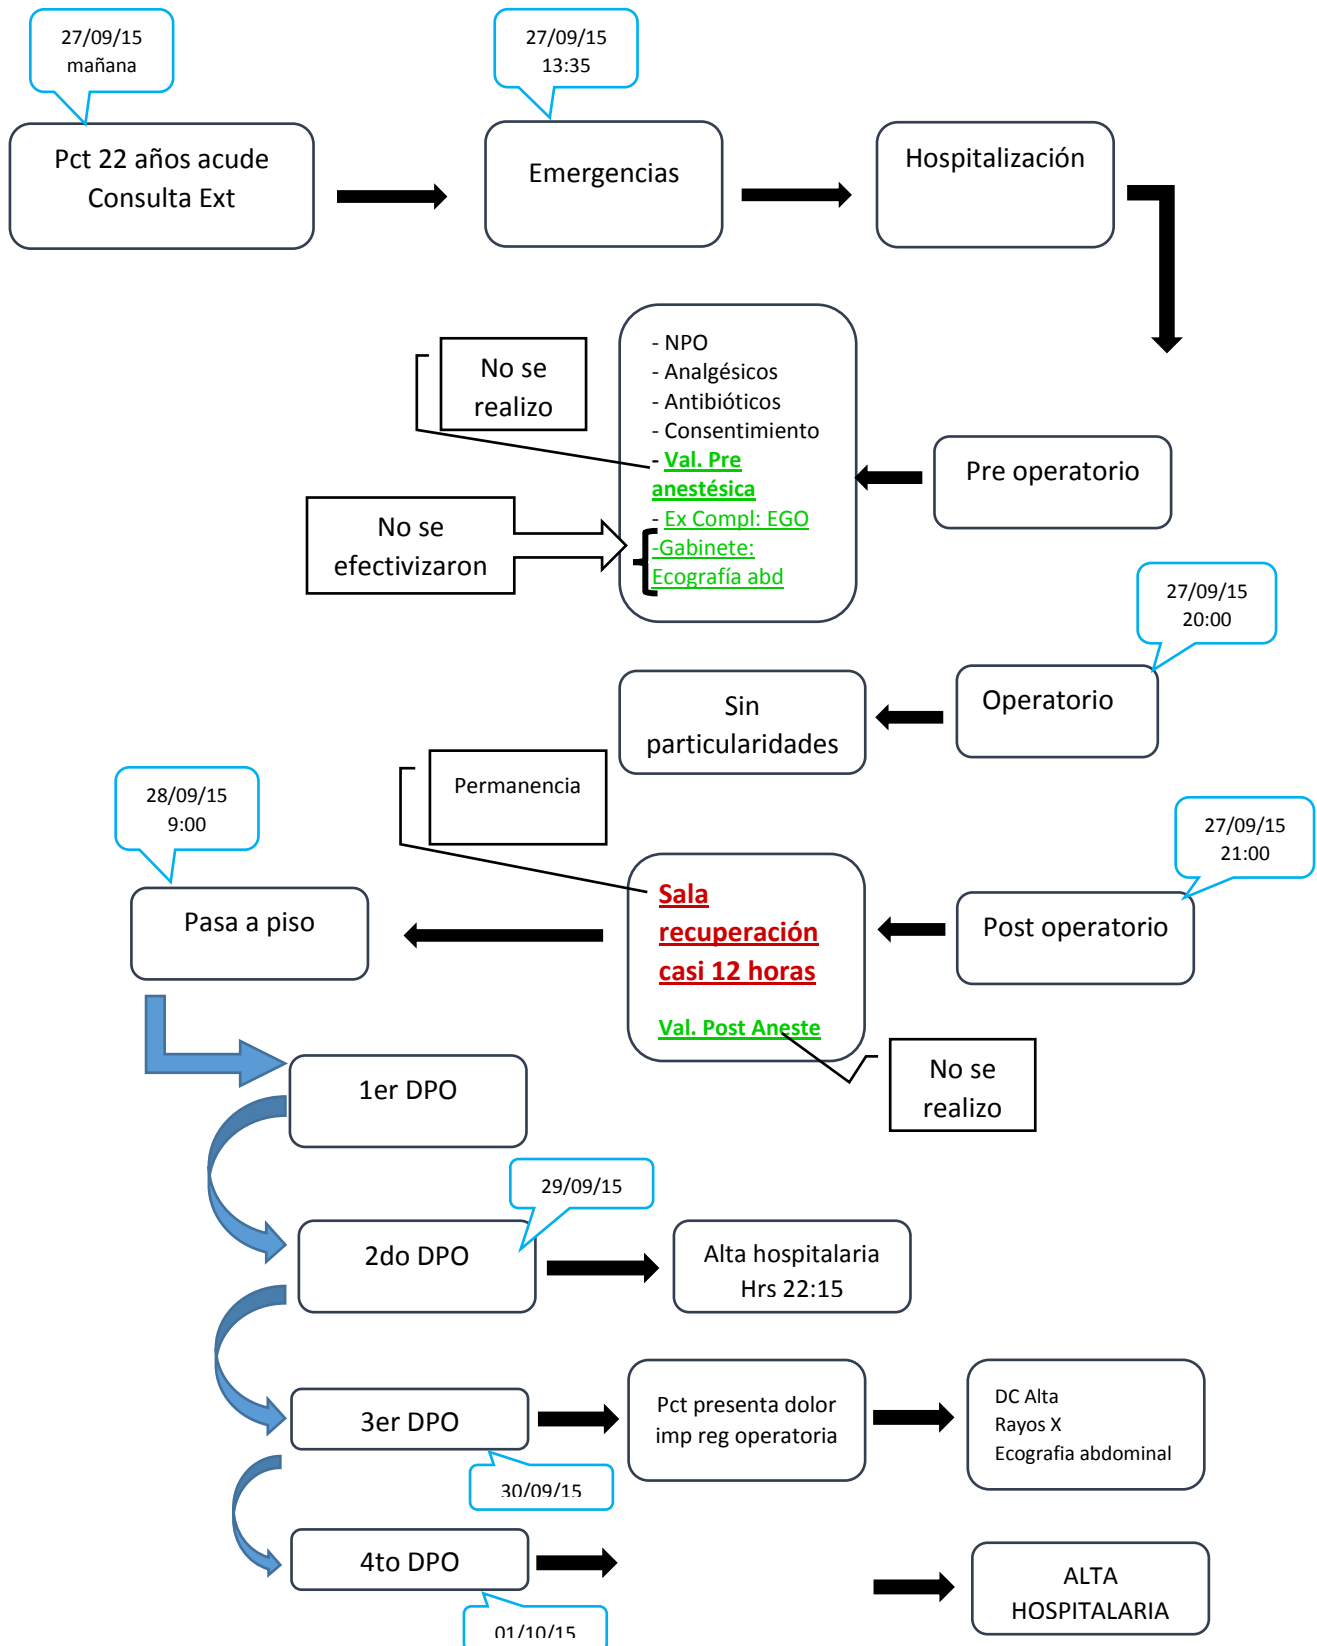 27/09/15
mañana
27/09/15
13:35
Pct 22 años acude
Consulta Ext
Emergencias
Hospitalización
No se
realizo
- NPO
- Analgésicos
- Antibióticos
- Consentimiento
- Val. Pre
anestésica
- Ex Compl: EGO
-Gabinete:
Ecografía abd
Pre operatorio
No se
efectivizaron
27/09/15
20:00
Sin
particularidades
Operatorio
Permanencia
28/09/15
9:00
27/09/15
21:00
Pasa a piso
Sala
recuperación
casi 12 horas
Val. Post Aneste
Post operatorio
No se
realizo
1er DPO
29/09/15
2do DPO
Alta hospitalaria
Hrs 22:15
3er DPO
Pct presenta dolor
imp reg operatoria
DC Alta
Rayos X
Ecografia abdominal
30/09/15
4to DPO
ALTA
HOSPITALARIA
01/10/15